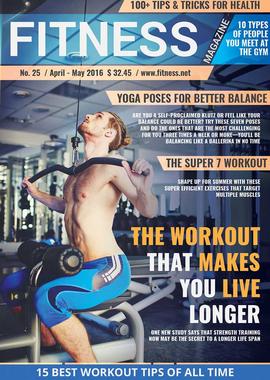 100+ TIPS & TRICKS FOR HEALTH
FITNESS
MAGAZINE
10 TYPES
OF PEOPLE
YOU MEET AT
THE GYM
No. 25 / April - May 2016 $ 32.45 / www.fitness.net
YOGA POSES FOR BETTER BALANCE
ARE YOU A SELF-PROCLAIMED KLUTZ OR FEEL LIKE YOUR
BALANCE COULD BE BETTER? TRY THESE SEVEN POSES
AND DO THE ONES THAT ARE THE MOST CHALLENGING
FOR YOU THREE TIMES A WEEK OR MORE—YOU'LL BE
BALANCING LIKE A BALLERINA IN NO TIME
THE SUPER 7 WORKOUT
SHAPE UP FOR SUMMER WITH THESE
SUPER EFFICIENT EXERCISES THAT TARGET
MULTIPLE MUSCLES
THE WORKOUT
THAT MAKES
YOU LIVE
LONGER
ONE NEW STUDY SAYS THAT STRENGTH TRAINING
NOW MAY BE THE SECRET TO A LONGER LIFE SPAN
15 BEST WORKOUT TIPS OF ALL TIME